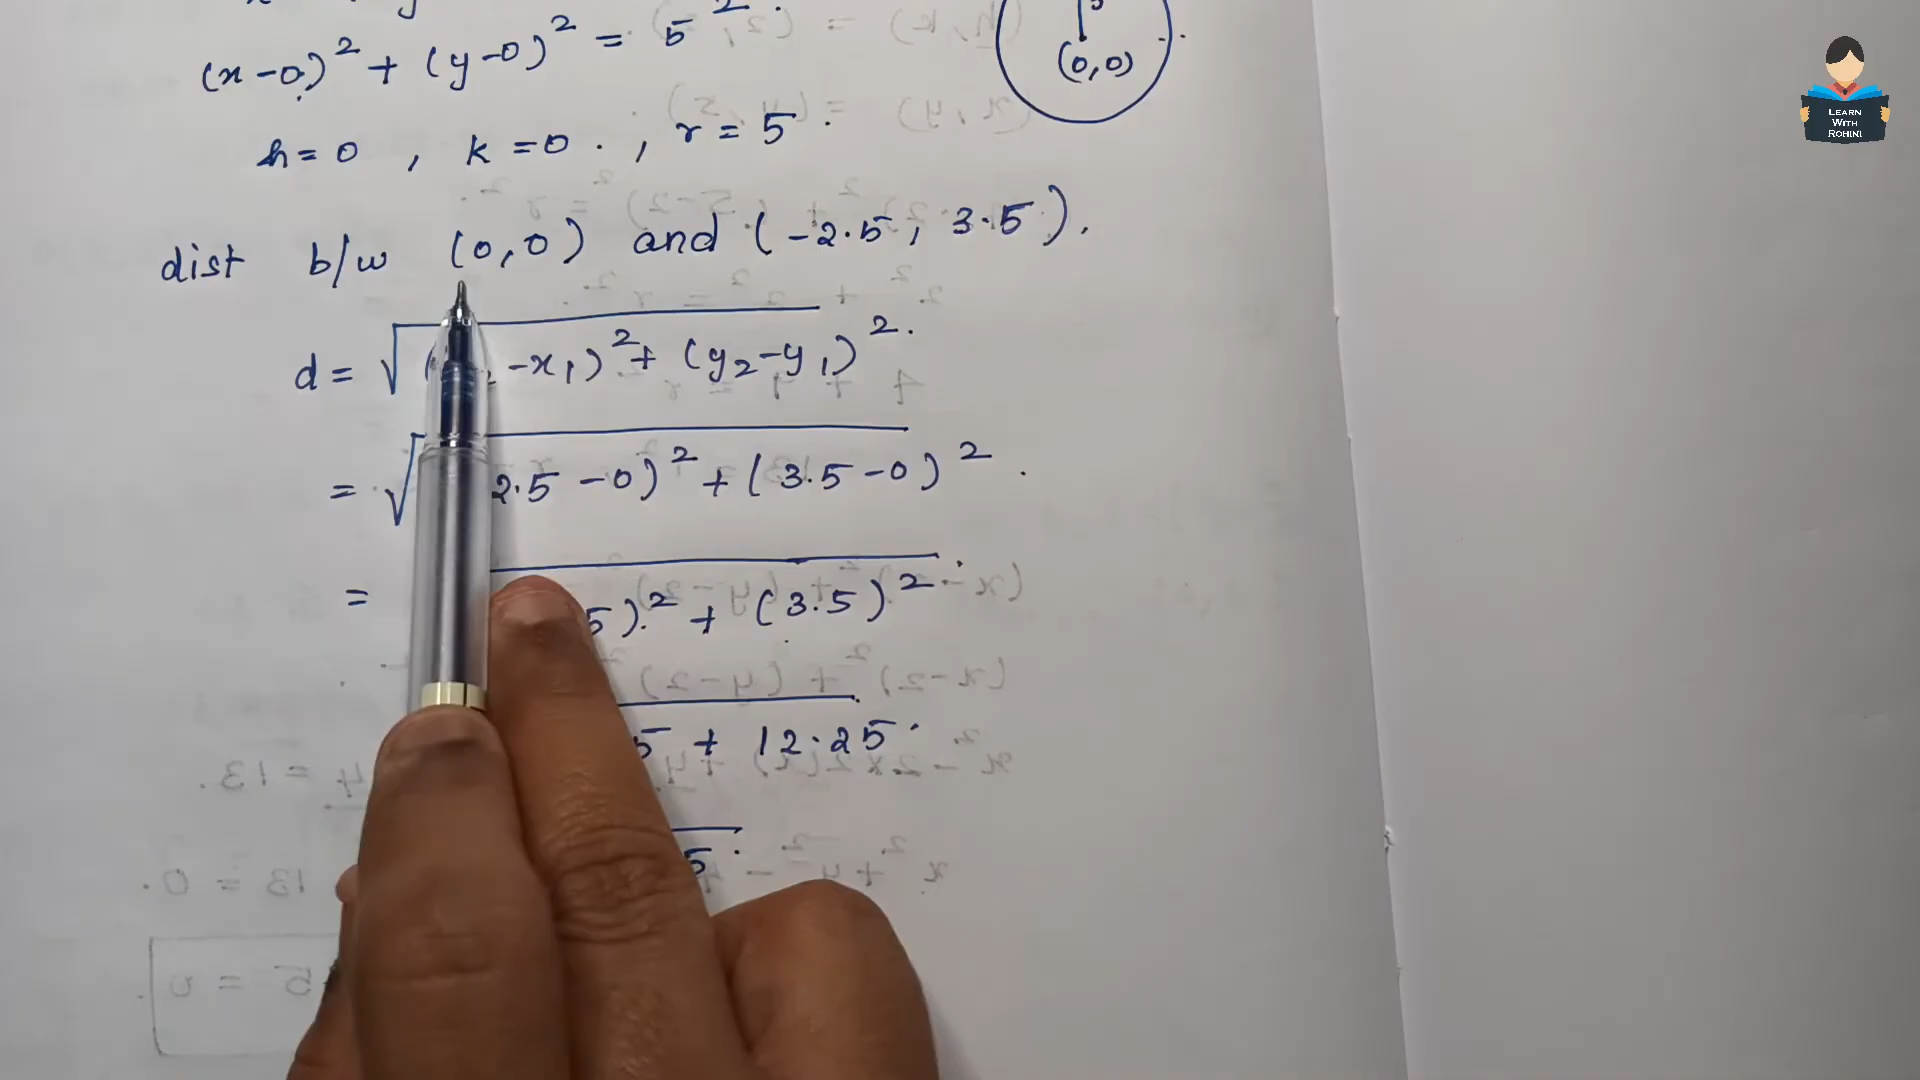 (x-0)² + (y-0)² = 5²
(0,0)
h=0 , k=0 . , r=5 .
dist b/w (0,0) and (-2.5, 3.5).
d = √ -x₁)² + (y₂-y₁)².
= √ 2.5-0)² + (3.5-0)² .
= 5)² + (3.5)² .
5 + 12.25 .
5 .
LEARN
WITH
ROHINI